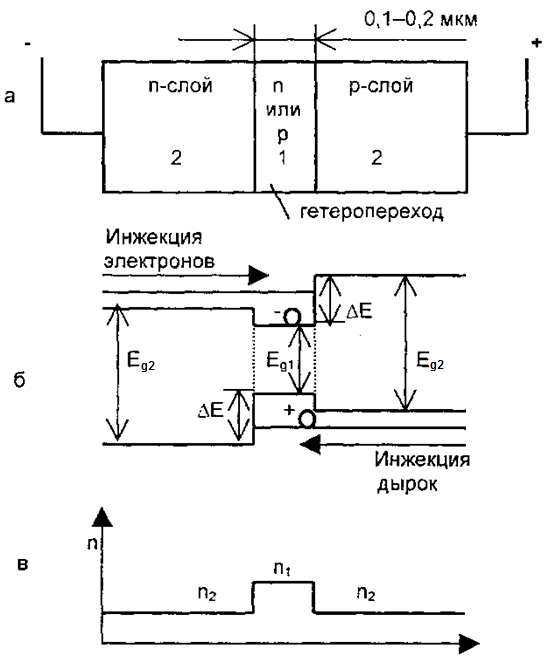 0,1–0,2 мкм
- +
а
n-слой n p-слой
или
p
2 1 2
гетеропереход
Инжекция
электронов
- ΔE
Eg2 Eg1 Eg2
б
ΔE +
Инжекция
дырок
в
n
n₂ n₁ n₂